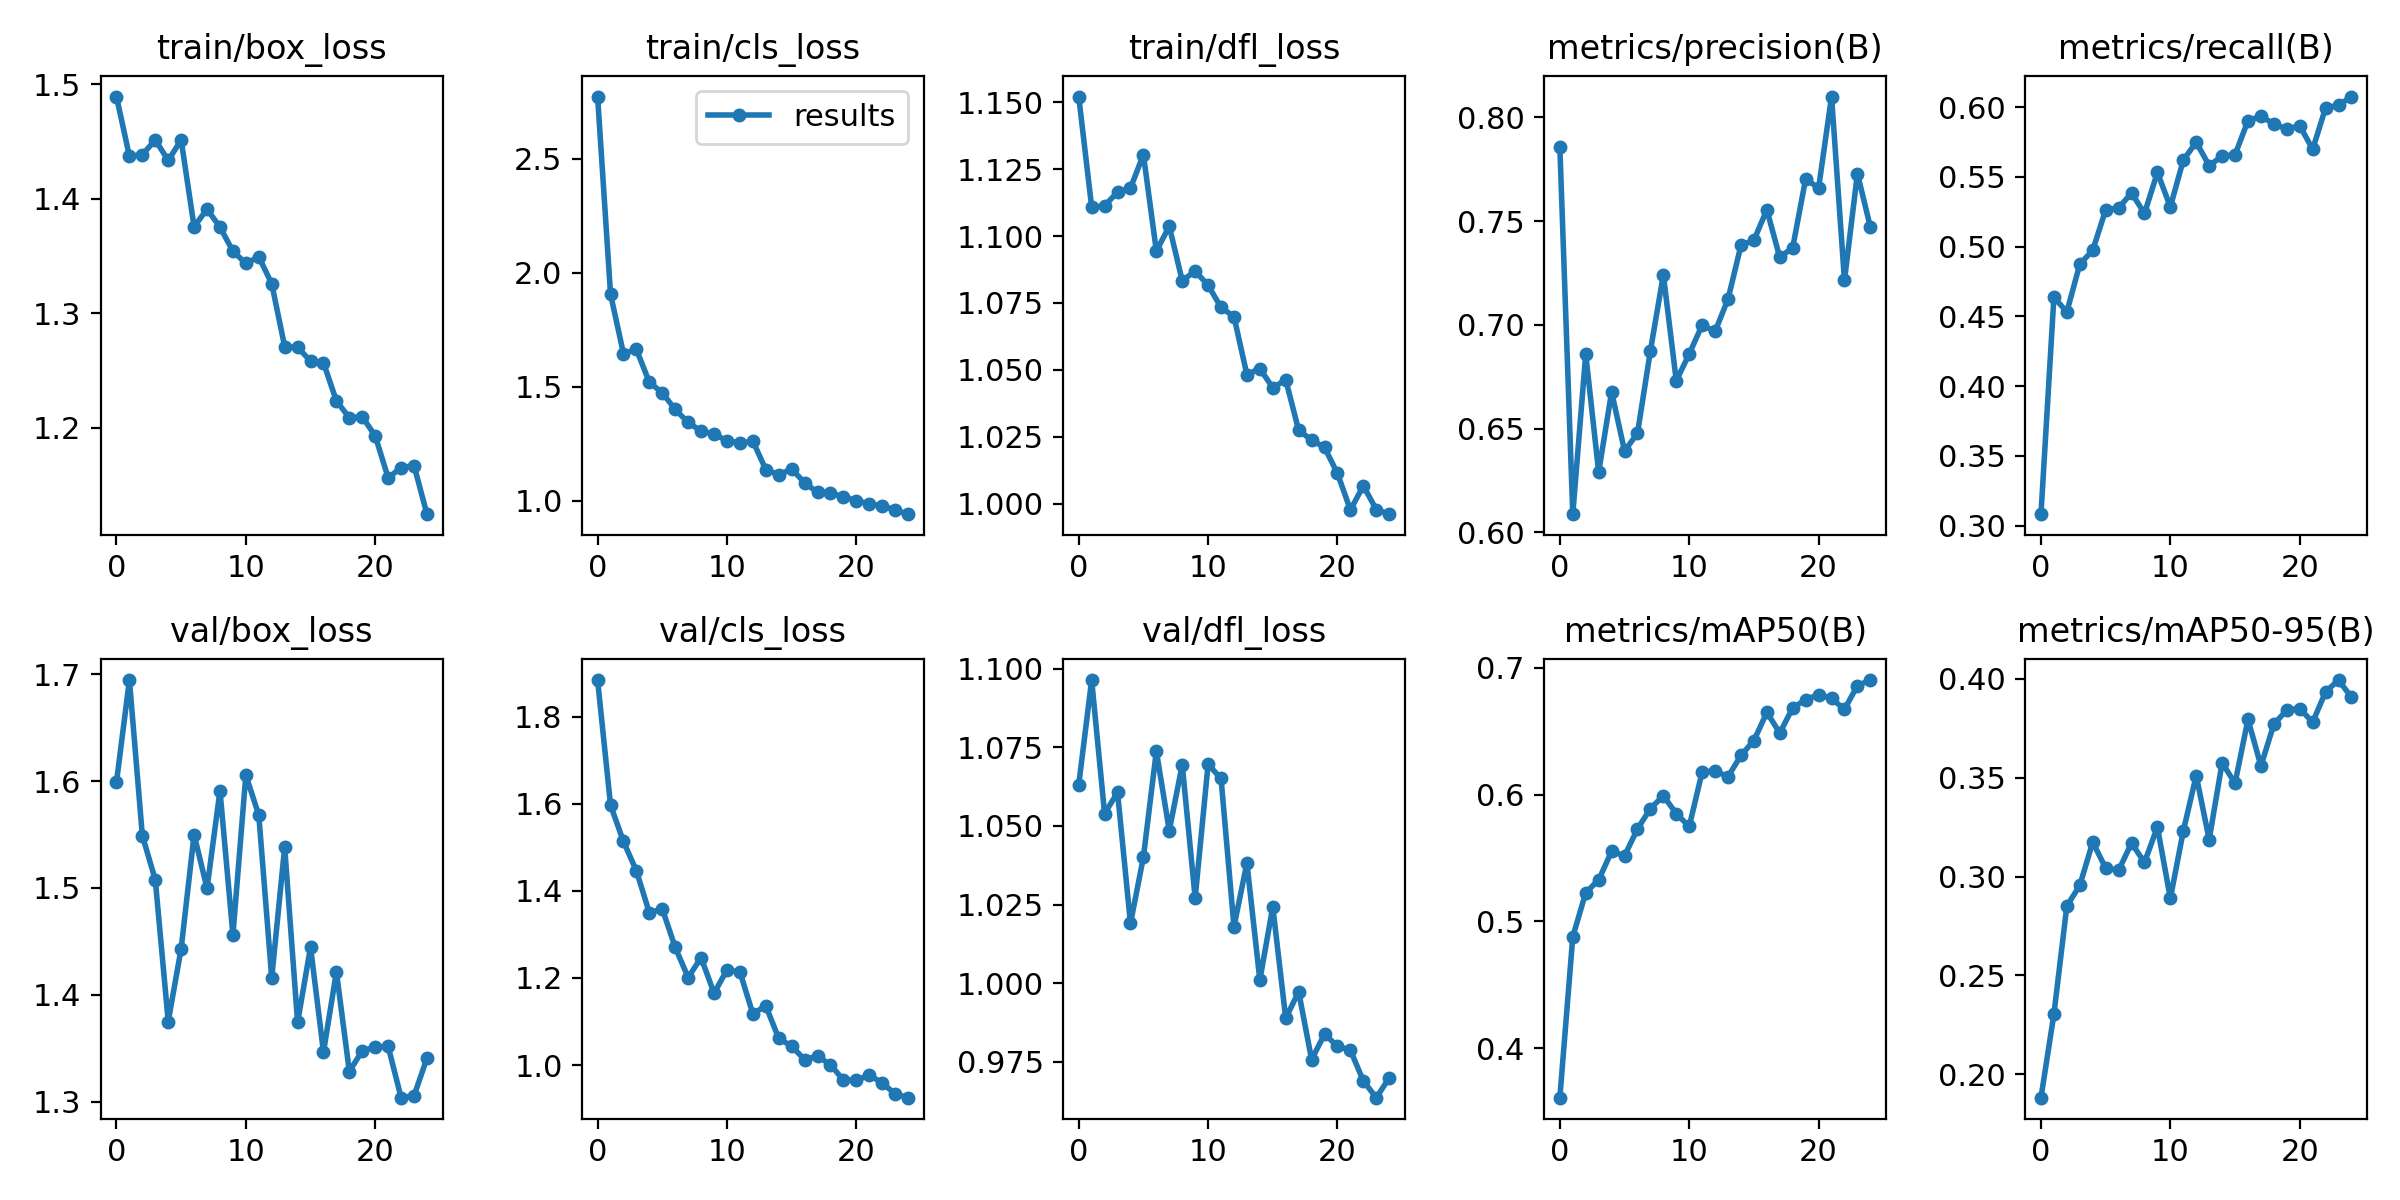 train/box_loss
1.5
1.4
1.3
1.2
0 10 20
train/cls_loss
results
2.5
2.0
1.5
1.0
0 10 20
train/dfl_loss
1.150
1.125
1.100
1.075
1.050
1.025
1.000
0 10 20
metrics/precision(B)
0.80
0.75
0.70
0.65
0.60
0 10 20
metrics/recall(B)
0.60
0.55
0.50
0.45
0.40
0.35
0.30
0 10 20
val/box_loss
1.7
1.6
1.5
1.4
1.3
0 10 20
val/cls_loss
1.8
1.6
1.4
1.2
1.0
0 10 20
val/dfl_loss
1.100
1.075
1.050
1.025
1.000
0.975
0 10 20
metrics/mAP50(B)
0.7
0.6
0.5
0.4
0 10 20
metrics/mAP50-95(B)
0.40
0.35
0.30
0.25
0.20
0 10 20